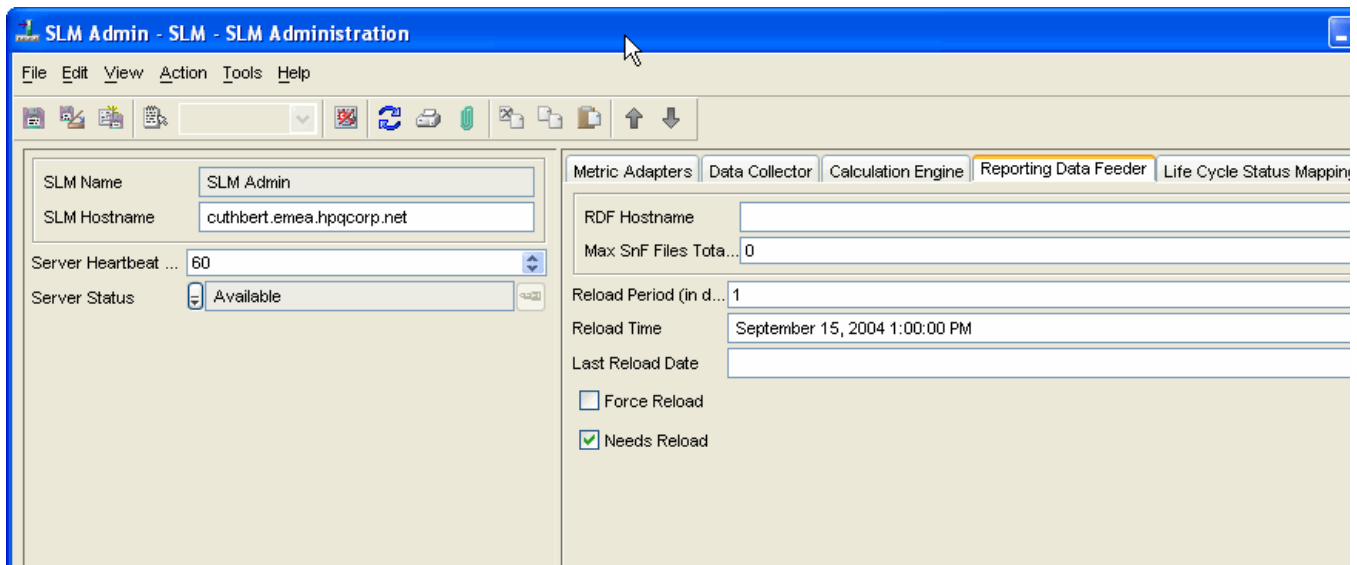 SLM Admin - SLM - SLM Administration
File Edit View Action Tools Help
SLM Name SLM Admin
SLM Hostname cuthbert.emea.hpqcorp.net
Server Heartbeat ... 60
Server Status Available
Metric Adapters Data Collector Calculation Engine Reporting Data Feeder Life Cycle Status Mapping
RDF Hostname
Max SnF Files Tota... 0
Reload Period (in d... 1
Reload Time September 15, 2004 1:00:00 PM
Last Reload Date
Force Reload
Needs Reload